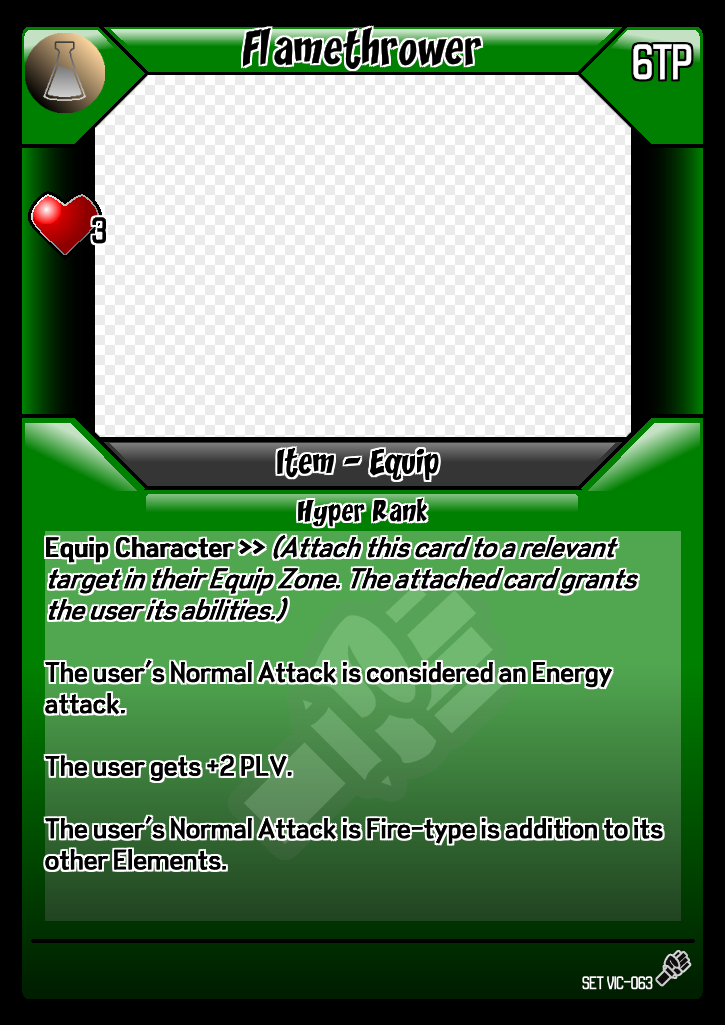 Flamethrower
6TP
3
Item - Equip
Hyper Rank
Equip Character >> (Attach this card to a relevant
target in their Equip Zone. The attached card grants
the user its abilities.)
The user's Normal Attack is considered an Energy
attack.
The user gets +2 PLV.
The user's Normal Attack is Fire-type is addition to its
other Elements.
SET VIC-063